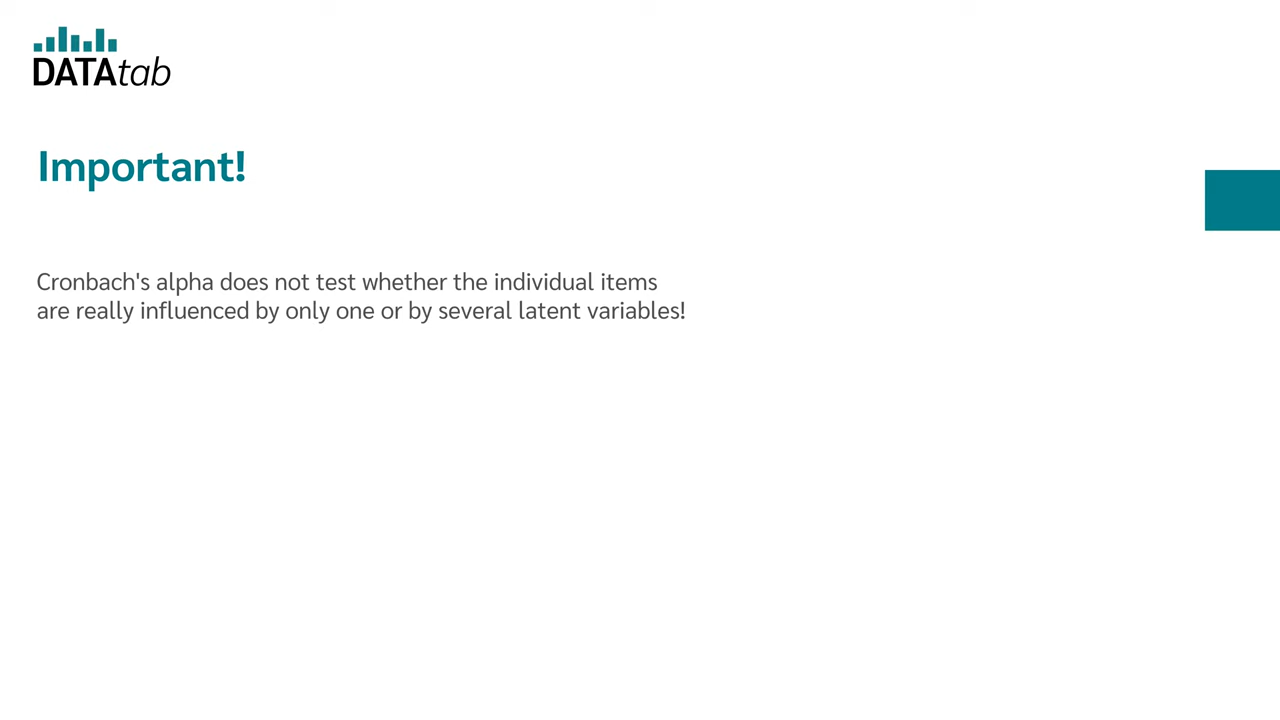 DATAtab
Important!
Cronbach's alpha does not test whether the individual items
are really influenced by only one or by several latent variables!